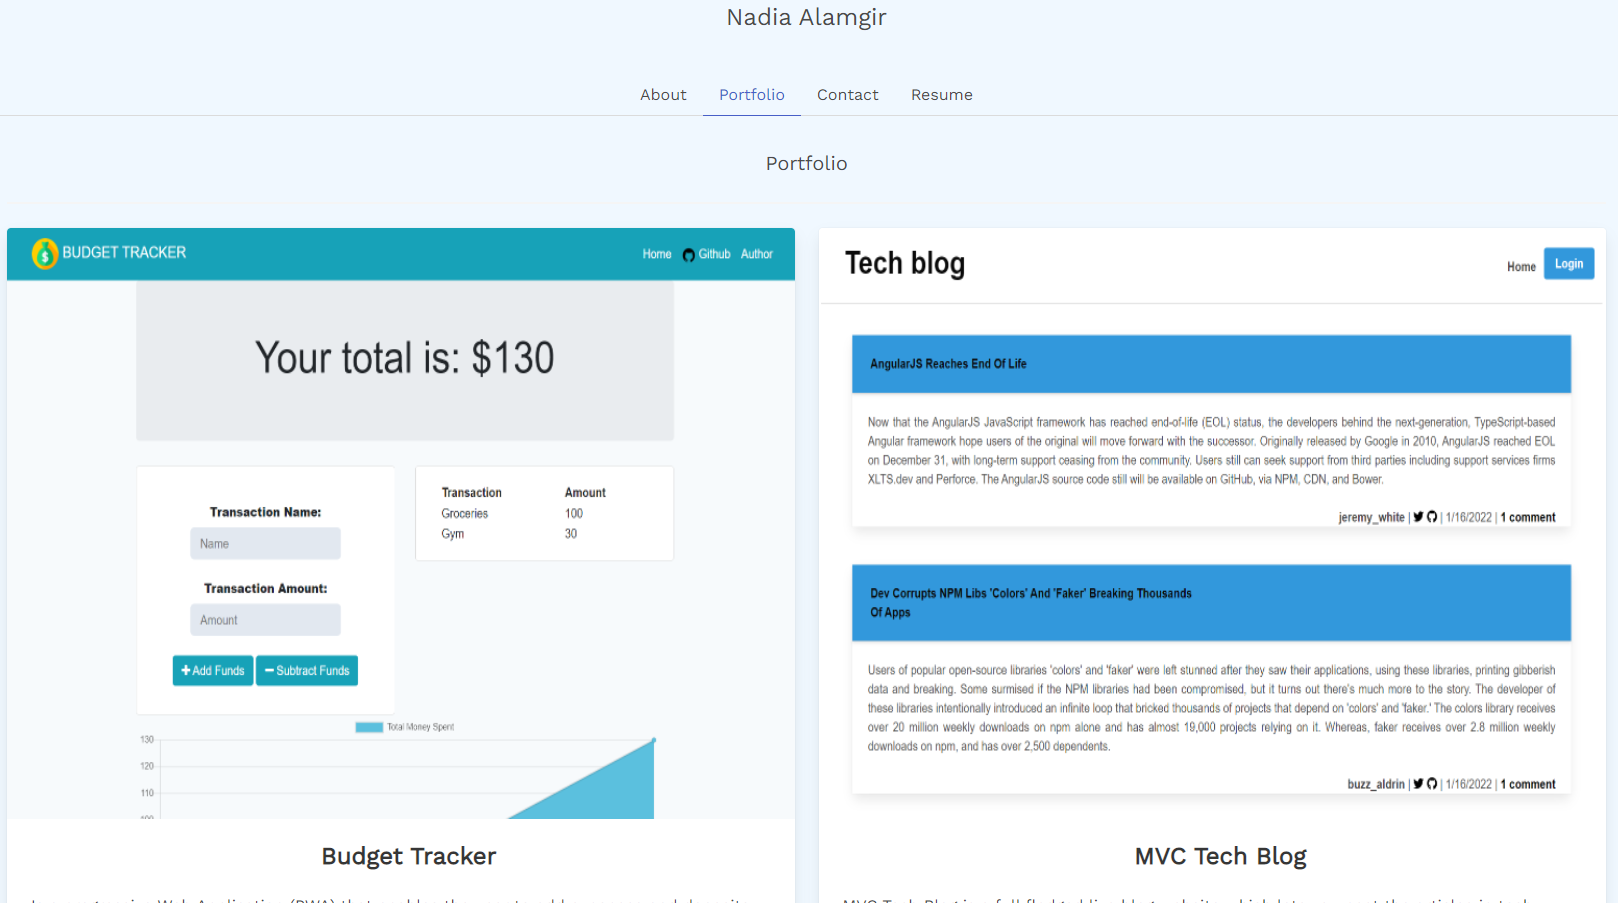 Nadia Alamgir
About Portfolio Contact Resume
Portfolio
BUDGET TRACKER
Home Github Author
Your total is: $130
Transaction Name:
Name
Transaction Amount:
Amount
Add Funds Subtract Funds
Transaction Amount
Groceries 100
Gym 30
Total Money Spent
130
120
110
100
Budget Tracker
Tech blog
Home Login
AngularJS Reaches End Of Life
Now that the AngularJS JavaScript framework has reached end-of-life (EOL) status, the developers behind the next-generation, TypeScript-based
Angular framework hope users of the original will move forward with the successor. Originally released by Google in 2010, AngularJS reached EOL
on December 31, with long-term support ceasing from the community. Users still can seek support from third parties including support services firms
XLTS.dev and Perforce. The AngularJS source code still will be available on GitHub, via NPM, CDN, and Bower.
jeremy_white | | 1/16/2022 | 1 comment
Dev Corrupts NPM Libs 'Colors' And 'Faker' Breaking Thousands
Of Apps
Users of popular open-source libraries 'colors' and 'faker' were left stunned after they saw their applications, using these libraries, printing gibberish
data and breaking. Some surmised if the NPM libraries had been compromised, but it turns out there's much more to the story. The developer of
these libraries intentionally introduced an infinite loop that bricked thousands of projects that depend on 'colors' and 'faker.' The colors library receives
over 20 million weekly downloads on npm alone and has almost 19,000 projects relying on it. Whereas, faker receives over 2.8 million weekly
downloads on npm, and has over 2,500 dependents.
buzz_aldrin | | 1/16/2022 | 1 comment
MVC Tech Blog